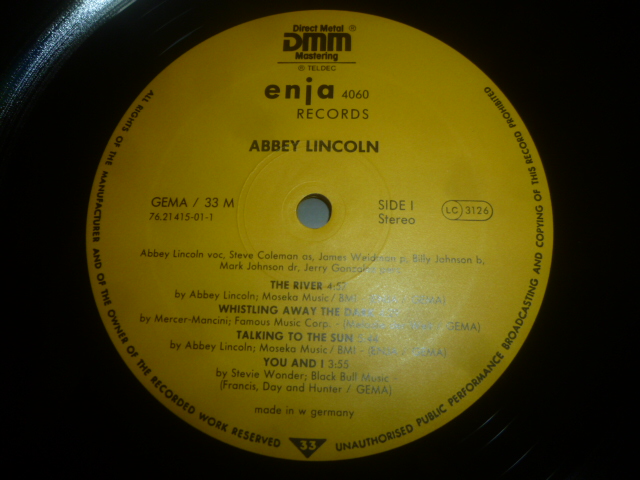 Direct Metal ®
DMM
Mastering
© TELDEC
enja 4060
RECORDS
ABBEY LINCOLN
GEMA / 33 M
76.21415-01-1
SIDE I
Stereo
LC 3126
Abbey Lincoln voc, Steve Coleman as, James Weidman p, Billy Johnson b,
Mark Johnson dr, Jerry Gonzalez
THE RIVER 4:57
by Abbey Lincoln; Moseka Music / BMI - GEMA)
WHISTLING AWAY THE DARK
by Mercer-Mancini; Famous Music Corp. - GEMA)
TALKING TO THE SUN
by Abbey Lincoln; Moseka Music / BMI - GEMA)
YOU AND I 3:55
by Stevie Wonder; Black Bull Music -
(Francis, Day and Hunter / GEMA)
made in w germany
33
ALL RIGHTS OF THE MANUFACTURER AND OF THE OWNER OF THE RECORDED WORK RESERVED
UNAUTHORISED PUBLIC PERFORMANCE BROADCASTING AND COPYING OF THIS RECORD PROHIBITED